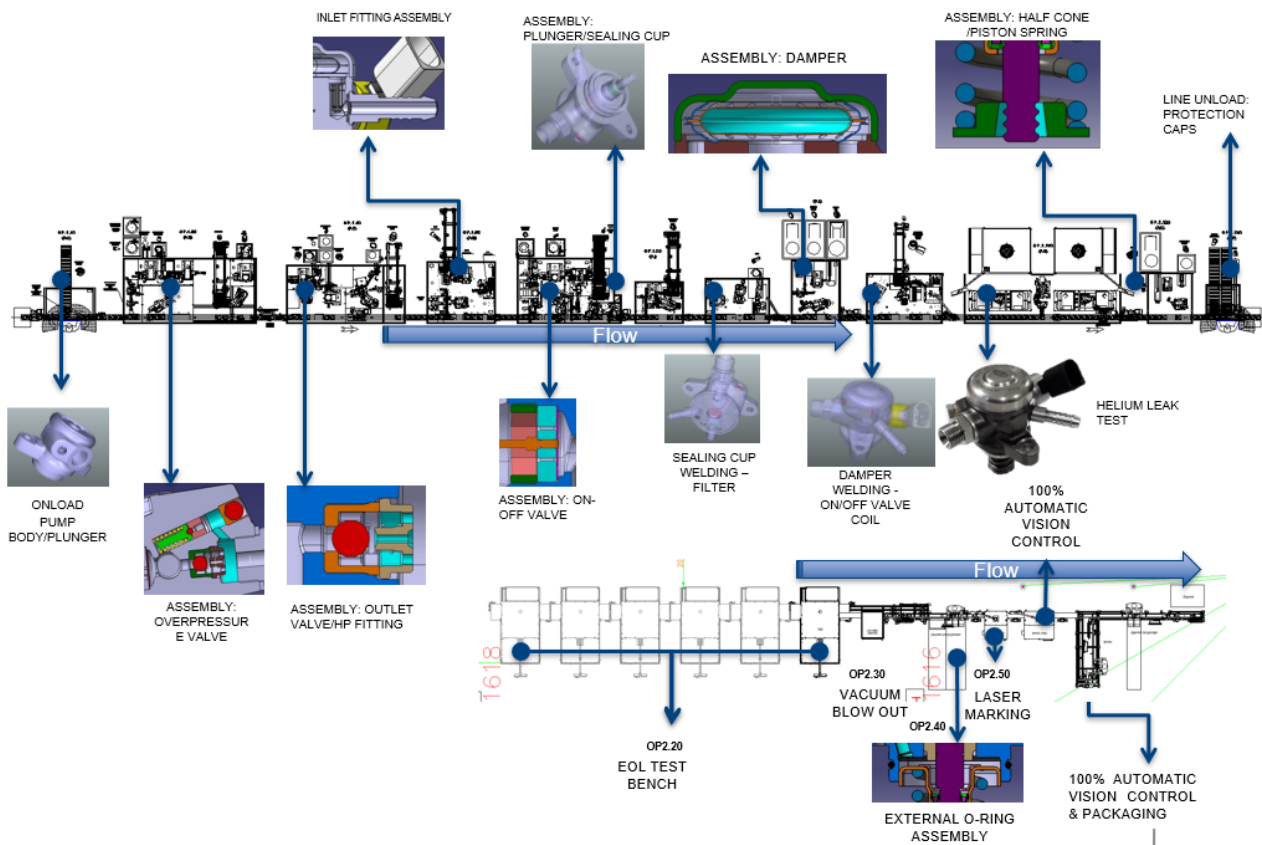 INLET FITTING ASSEMBLY
ASSEMBLY:
PLUNGER/SEALING CUP
ASSEMBLY: DAMPER
ASSEMBLY: HALF CONE
/PISTON SPRING
LINE UNLOAD:
PROTECTION
CAPS
Flow
ONLOAD
PUMP
BODY/PLUNGER
ASSEMBLY:
OVERPRESSUR
E VALVE
ASSEMBLY: OUTLET
VALVE/HP FITTING
ASSEMBLY: ON-
OFF VALVE
SEALING CUP
WELDING –
FILTER
DAMPER
WELDING -
ON/OFF VALVE
COIL
HELIUM LEAK
TEST
100%
AUTOMATIC
VISION
CONTROL
Flow
1618
20
1616
OP2.20
EOL TEST
BENCH
OP2.30
VACUUM
BLOW OUT
OP2.40
EXTERNAL O-RING
ASSEMBLY
OP2.50
LASER
MARKING
100% AUTOMATIC
VISION CONTROL
& PACKAGING